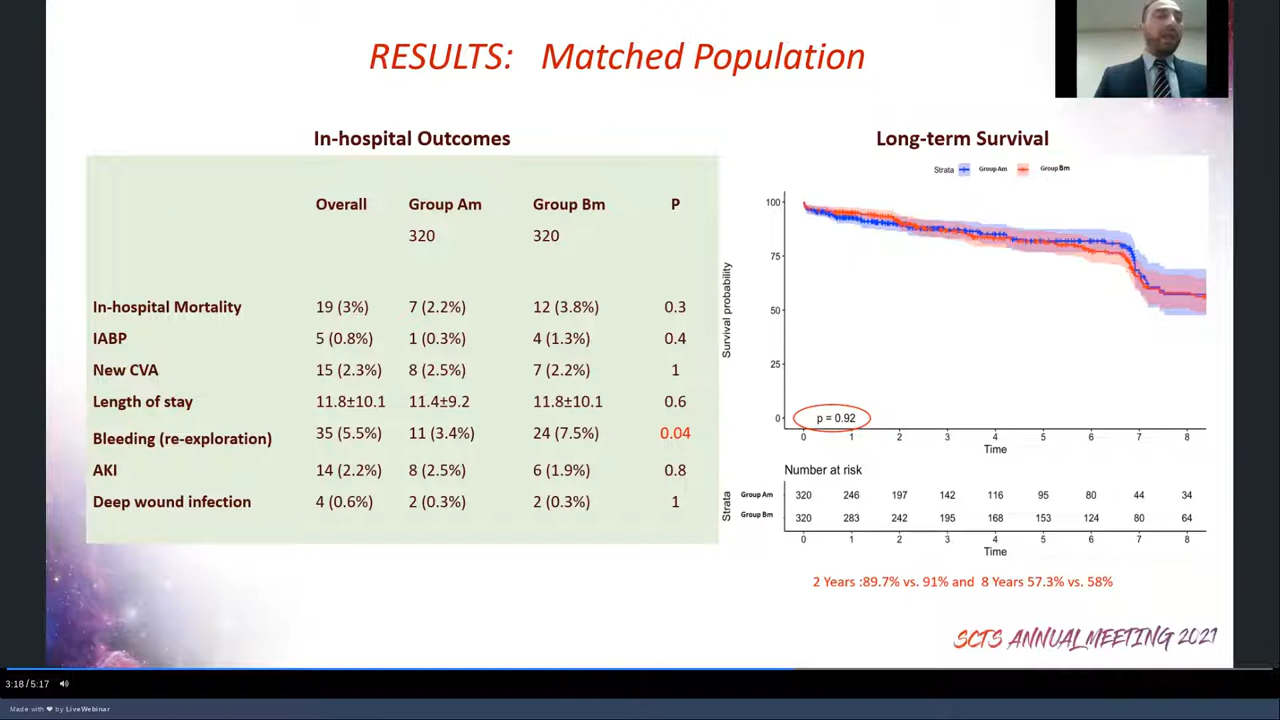 RESULTS: Matched Population
In-hospital Outcomes
Overall Group Am Group Bm P
320 320
In-hospital Mortality 19 (3%) 7 (2.2%) 12 (3.8%) 0.3
IABP 5 (0.8%) 1 (0.3%) 4 (1.3%) 0.4
New CVA 15 (2.3%) 8 (2.5%) 7 (2.2%) 1
Length of stay 11.8±10.1 11.4±9.2 11.8±10.1 0.6
Bleeding (re-exploration) 35 (5.5%) 11 (3.4%) 24 (7.5%) 0.04
AKI 14 (2.2%) 8 (2.5%) 6 (1.9%) 0.8
Deep wound infection 4 (0.6%) 2 (0.3%) 2 (0.3%) 1
Long-term Survival
Strata Group Am Group Bm
Survival probability
100
75
50
25
0
p = 0.92
0 1 2 3 4 5 6 7 8
Time
Number at risk
Strata
Group Am 320 246 197 142 116 95 80 44 34
Group Bm 320 283 242 195 168 153 124 80 64
0 1 2 3 4 5 6 7 8
Time
2 Years :89.7% vs. 91% and 8 Years 57.3% vs. 58%
SCTS ANNUAL MEETING 2021
3:18 / 5:17
Made with ❤ by LiveWebinar